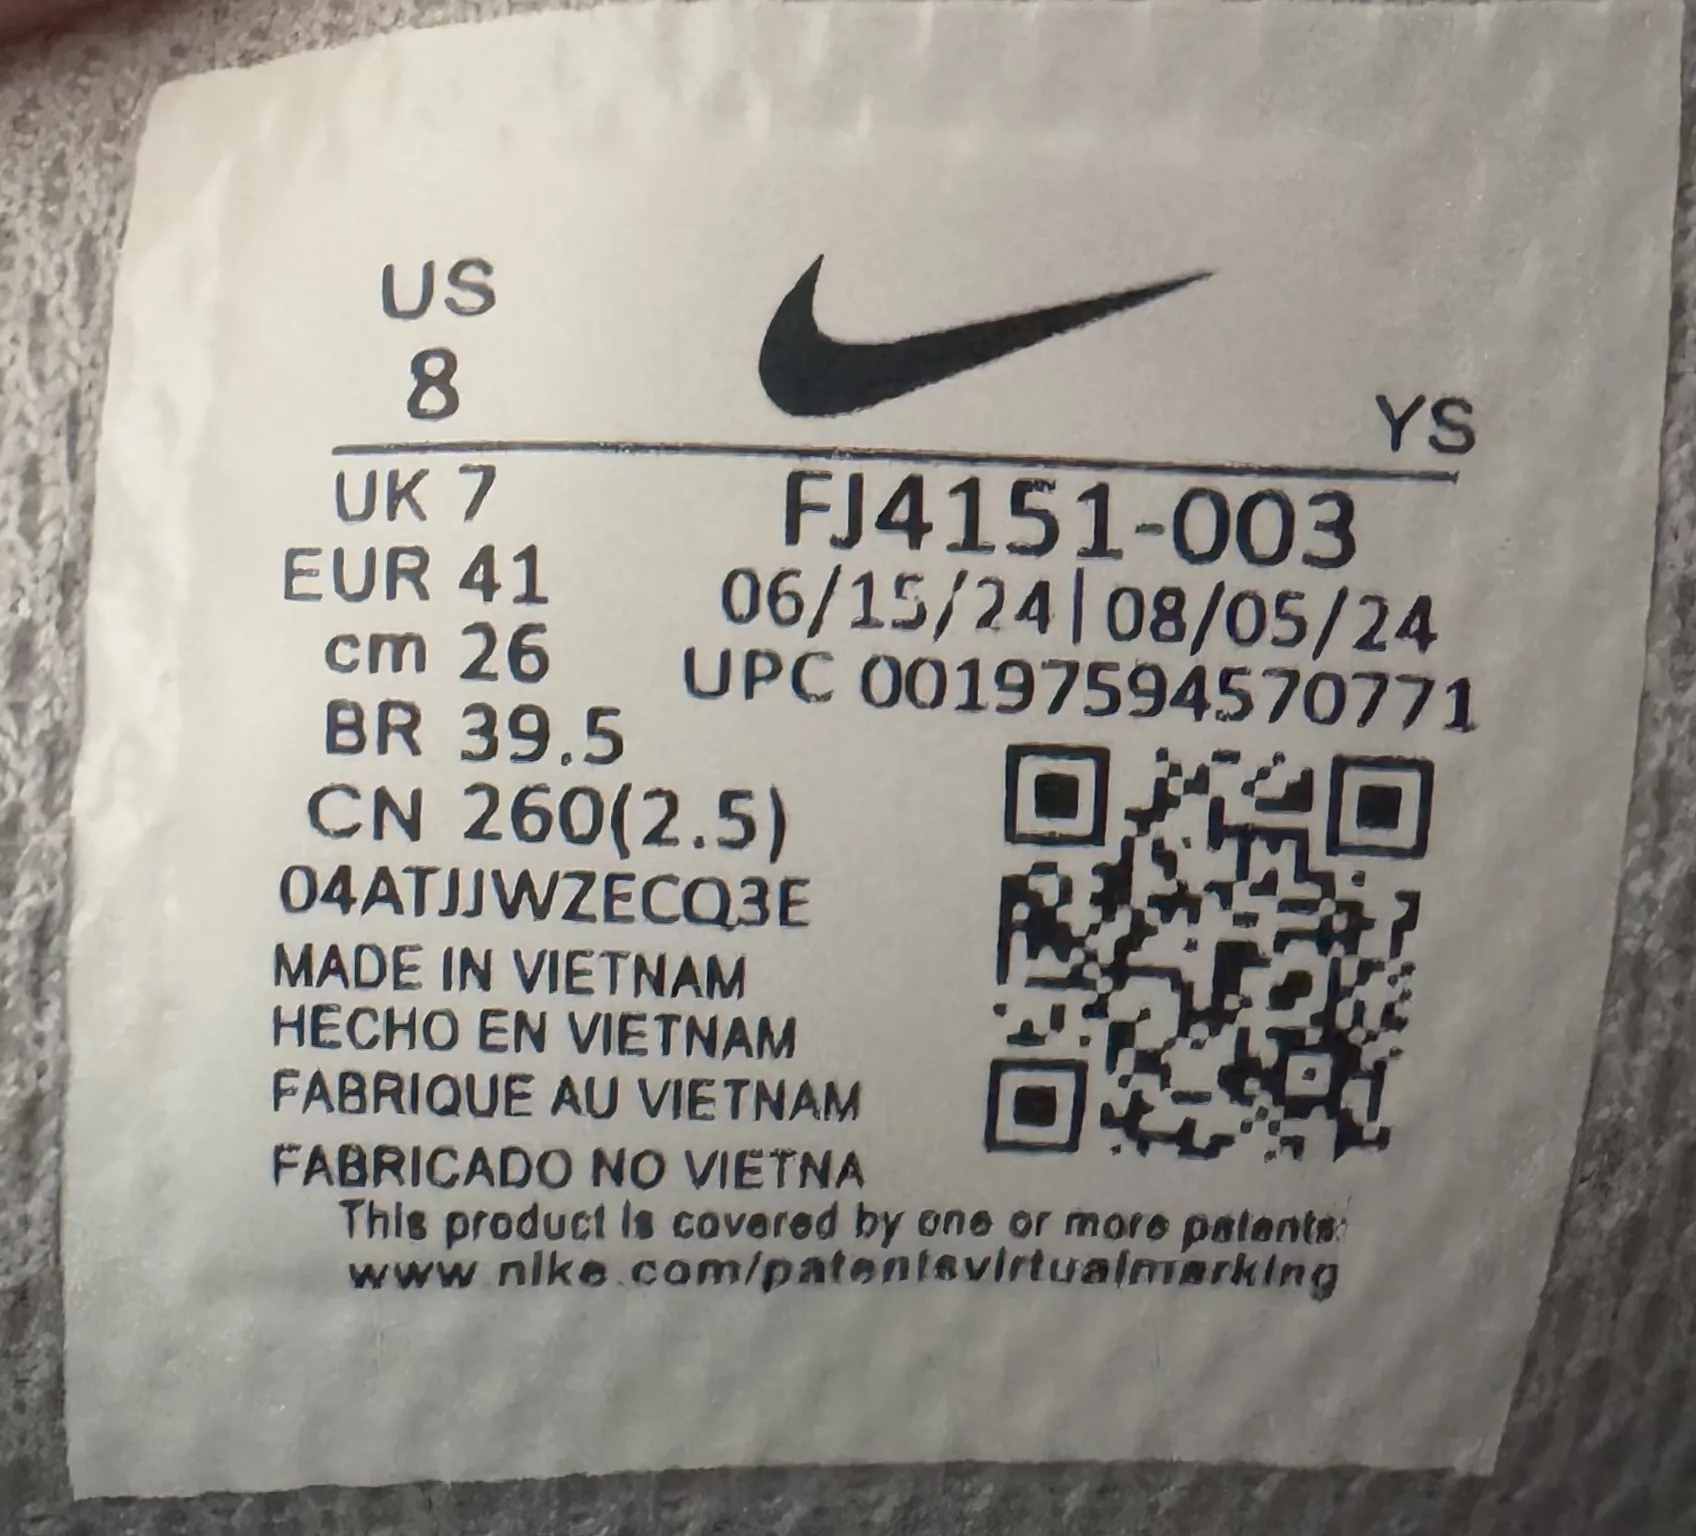 US
8
YS
UK 7
EUR 41
cm 26
BR 39.5
CN 260(2.5)
FJ4151-003
06/15/24|08/05/24
UPC 00197594570771
04ATJJWZECQ3E
MADE IN VIETNAM
HECHO EN VIETNAM
FABRIQUE AU VIETNAM
FABRICADO NO VIETNA
This product is covered by one or more patents:
www.nike.com/patentsvirtualmarking